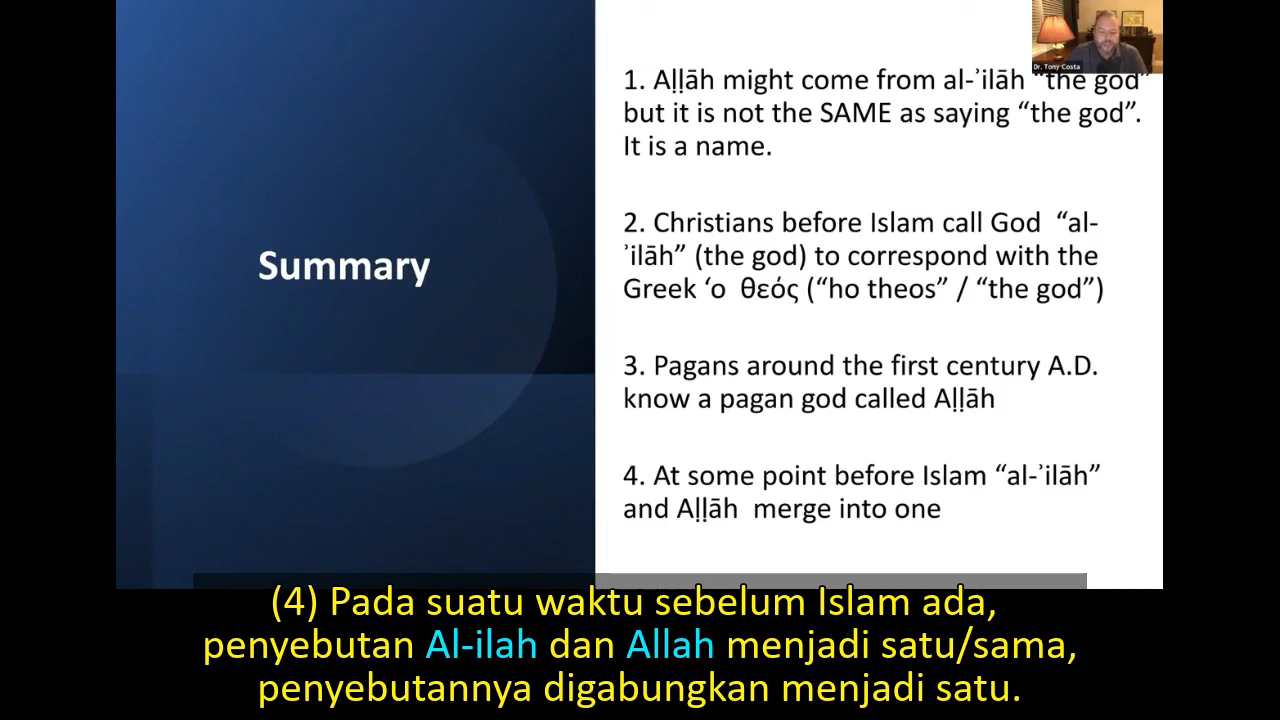 Dr. Tony Costa
Summary
1. Aḷḷāh might come from al-ʾilāh “the god”
but it is not the SAME as saying “the god”.
It is a name.
2. Christians before Islam call God “al-
ʾilāh” (the god) to correspond with the
Greek ‘ο θεός (“ho theos” / “the god”)
3. Pagans around the first century A.D.
know a pagan god called Aḷḷāh
4. At some point before Islam “al-ʾilāh”
and Aḷḷāh merge into one
(4) Pada suatu waktu sebelum Islam ada,
penyebutan Al-ilah dan Allah menjadi satu/sama,
penyebutannya digabungkan menjadi satu.